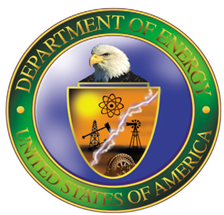 DEPARTMENT OF ENERGY
UNITED STATES OF AMERICA